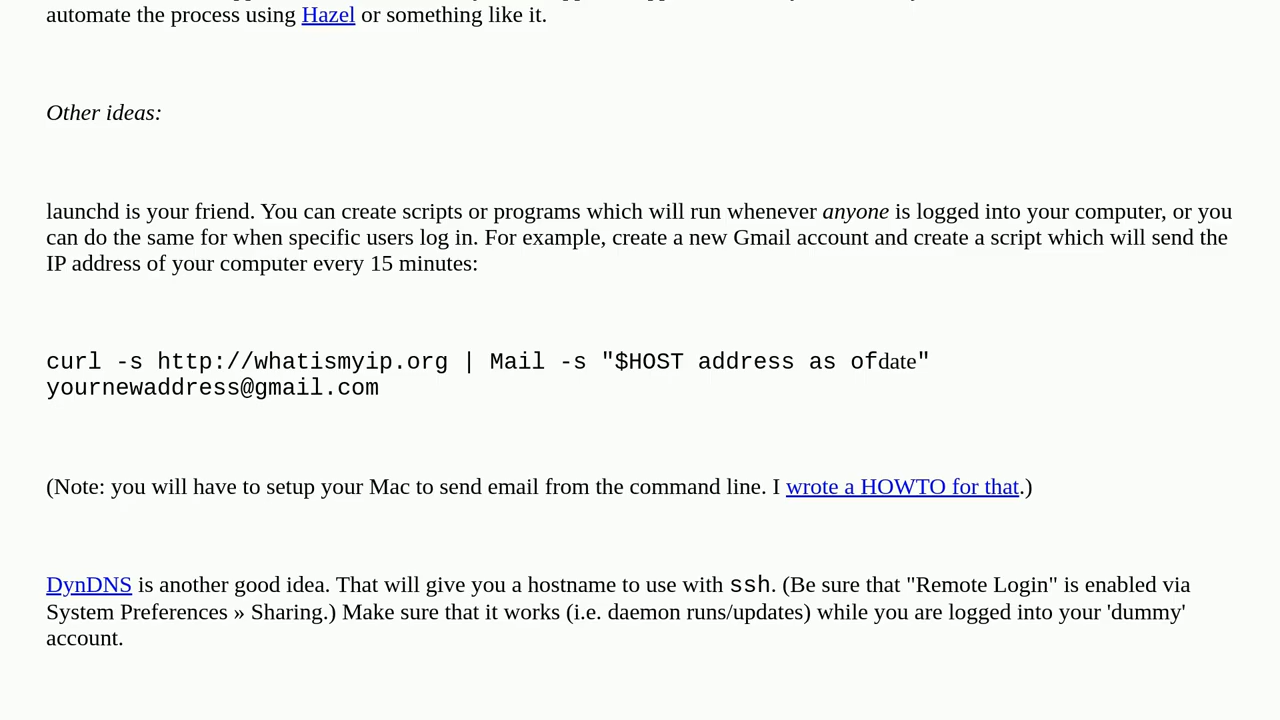 automate the process using Hazel or something like it.
Other ideas:
launchd is your friend. You can create scripts or programs which will run whenever anyone is logged into your computer, or you
can do the same for when specific users log in. For example, create a new Gmail account and create a script which will send the
IP address of your computer every 15 minutes:
curl -s http://whatismyip.org | Mail -s "$HOST address as ofdate"
yournewaddress@gmail.com
(Note: you will have to setup your Mac to send email from the command line. I wrote a HOWTO for that.)
DynDNS is another good idea. That will give you a hostname to use with ssh. (Be sure that "Remote Login" is enabled via
System Preferences » Sharing.) Make sure that it works (i.e. daemon runs/updates) while you are logged into your 'dummy'
account.